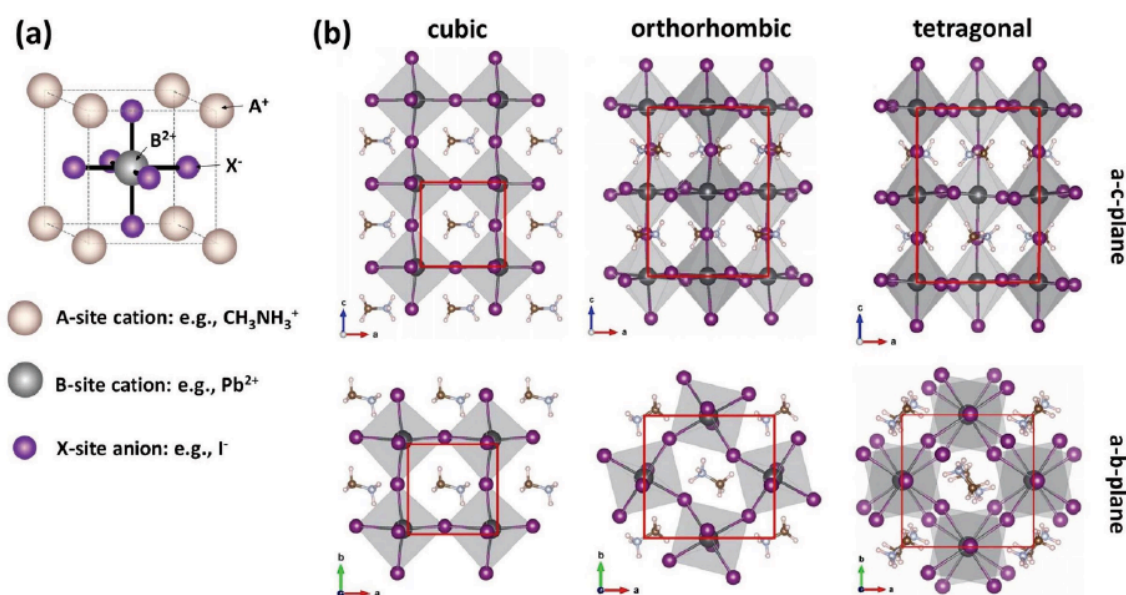 (a)
A⁺
B²⁺
X⁻
A-site cation: e.g., CH₃NH₃⁺
B-site cation: e.g., Pb²⁺
X-site anion: e.g., I⁻
(b)
cubic orthorhombic tetragonal
a-c-plane
c a
c a
c a
a-b-plane
b a
b a
b a